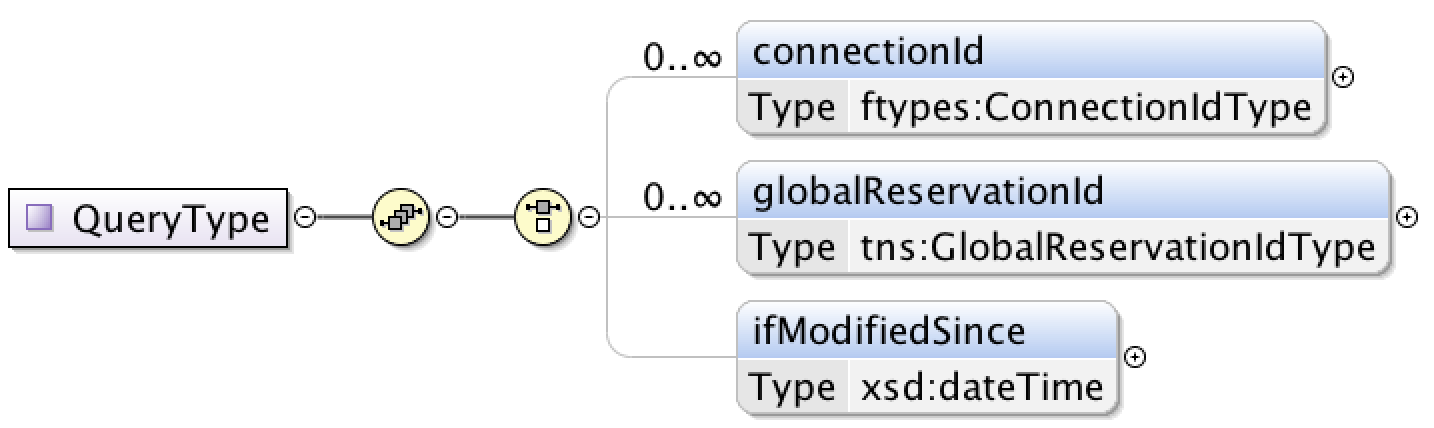 0..∞
connectionId
Type ftypes:ConnectionIdType
QueryType
0..∞
globalReservationId
Type tns:GlobalReservationIdType
ifModifiedSince
Type xsd:dateTime